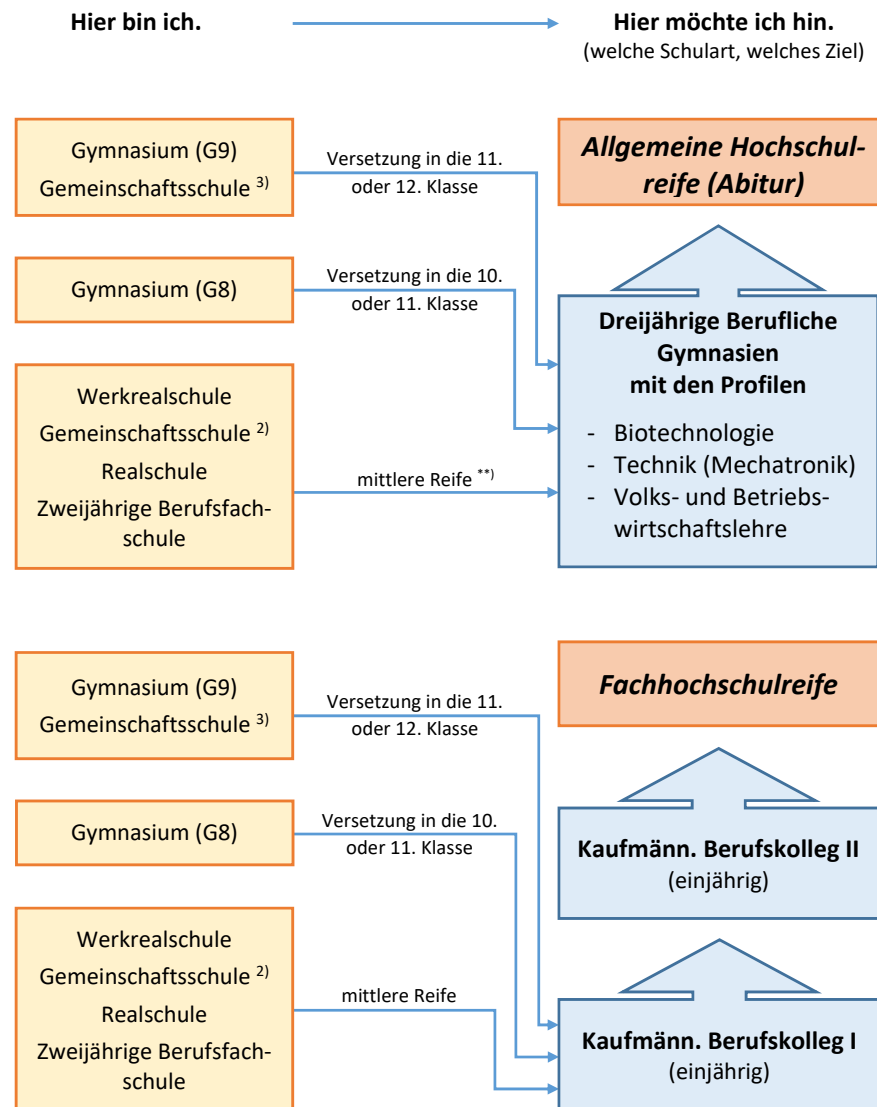 Hier bin ich.
Hier möchte ich hin.
(welche Schulart, welches Ziel)
Gymnasium (G9)
Gemeinschaftsschule 3)
Versetzung in die 11.
oder 12. Klasse
Allgemeine Hochschul-
reife (Abitur)
Gymnasium (G8)
Versetzung in die 10.
oder 11. Klasse
Dreijährige Berufliche
Gymnasien
mit den Profilen
- Biotechnologie
- Technik (Mechatronik)
- Volks- und Betriebs-
wirtschaftslehre
Werkrealschule
Gemeinschaftsschule 2)
Realschule
Zweijährige Berufsfach-
schule
mittlere Reife **)
Gymnasium (G9)
Gemeinschaftsschule 3)
Versetzung in die 11.
oder 12. Klasse
Fachhochschulreife
Gymnasium (G8)
Versetzung in die 10.
oder 11. Klasse
Kaufmänn. Berufskolleg II
(einjährig)
Werkrealschule
Gemeinschaftsschule 2)
Realschule
Zweijährige Berufsfach-
schule
mittlere Reife
Kaufmänn. Berufskolleg I
(einjährig)